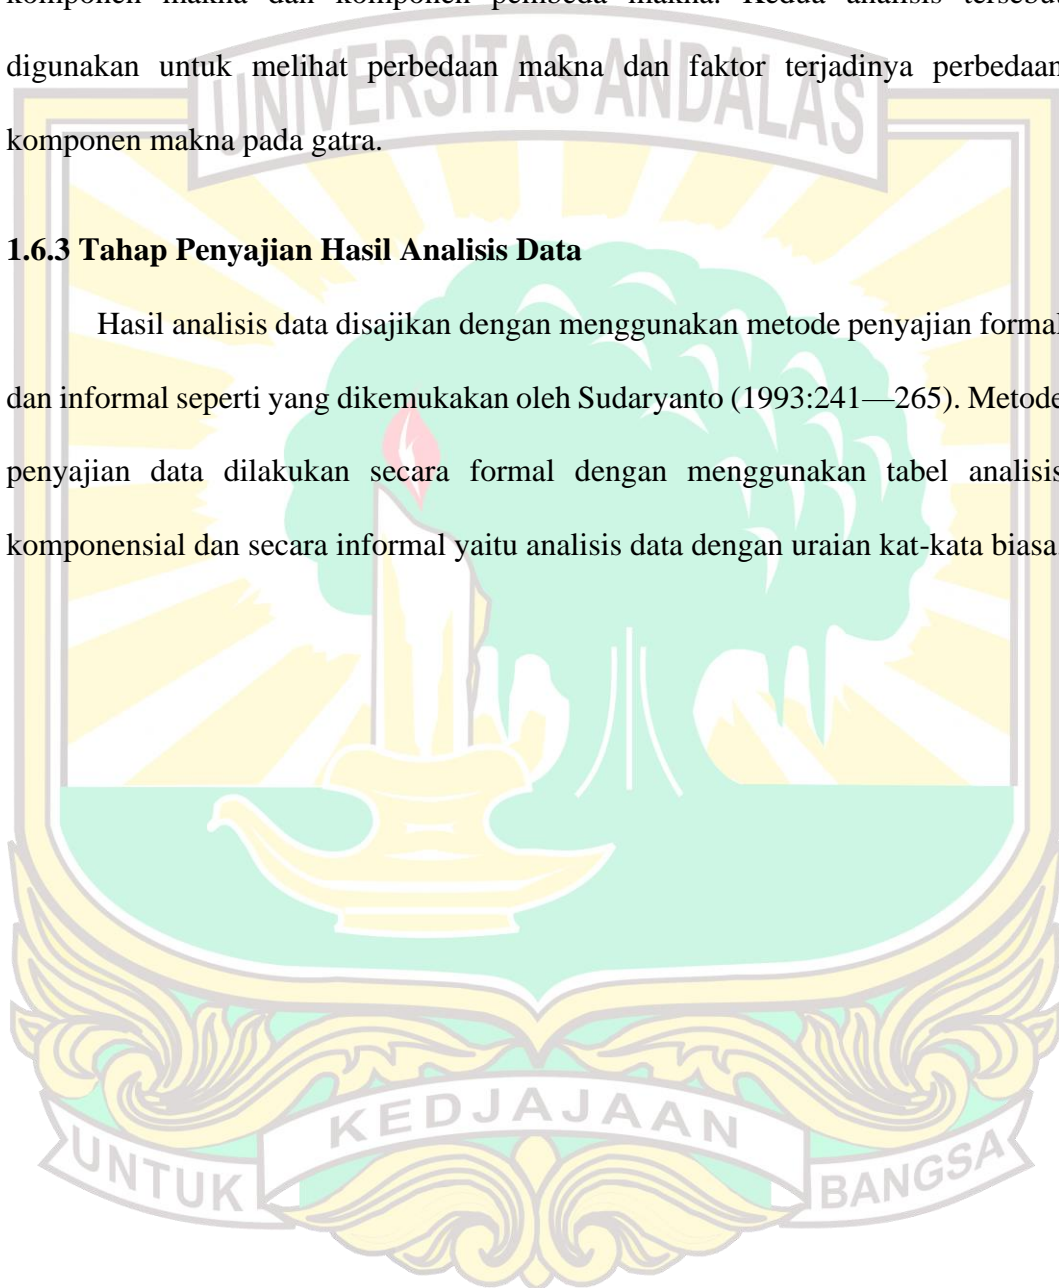 komponen makna dan komponen pembeda makna. Kedua analisis tersebut
digunakan untuk melihat perbedaan makna dan faktor terjadinya perbedaan
komponen makna pada gatra.
1.6.3 Tahap Penyajian Hasil Analisis Data
Hasil analisis data disajikan dengan menggunakan metode penyajian formal
dan informal seperti yang dikemukakan oleh Sudaryanto (1993:241—265). Metode
penyajian data dilakukan secara formal dengan menggunakan tabel analisis
komponensial dan secara informal yaitu analisis data dengan uraian kat-kata biasa.
UNIVERSITAS ANDALAS
UNTUK KEDJAJAAN BANGSA